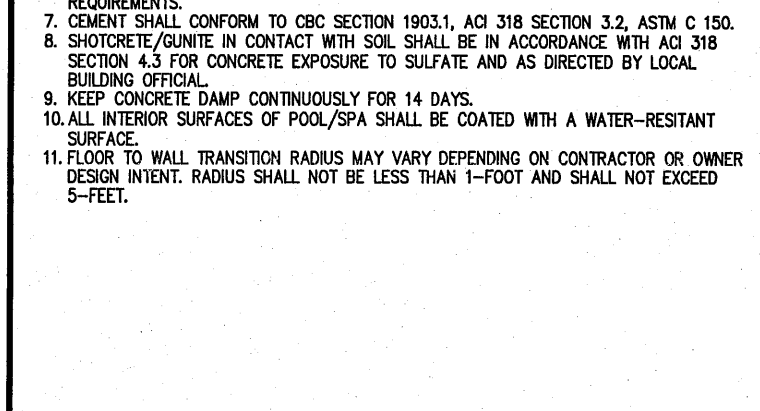 REQUIREMENTS.
7. CEMENT SHALL CONFORM TO CBC SECTION 1903.1, ACI 318 SECTION 3.2, ASTM C 150.
8. SHOTCRETE/GUNITE IN CONTACT WITH SOIL SHALL BE IN ACCORDANCE WITH ACI 318
SECTION 4.3 FOR CONCRETE EXPOSURE TO SULFATE AND AS DIRECTED BY LOCAL
BUILDING OFFICIAL.
9. KEEP CONCRETE DAMP CONTINUOUSLY FOR 14 DAYS.
10. ALL INTERIOR SURFACES OF POOL/SPA SHALL BE COATED WITH A WATER-RESITANT
SURFACE.
11. FLOOR TO WALL TRANSITION RADIUS MAY VARY DEPENDING ON CONTRACTOR OR OWNER
DESIGN INTENT. RADIUS SHALL NOT BE LESS THAN 1-FOOT AND SHALL NOT EXCEED
5-FEET.